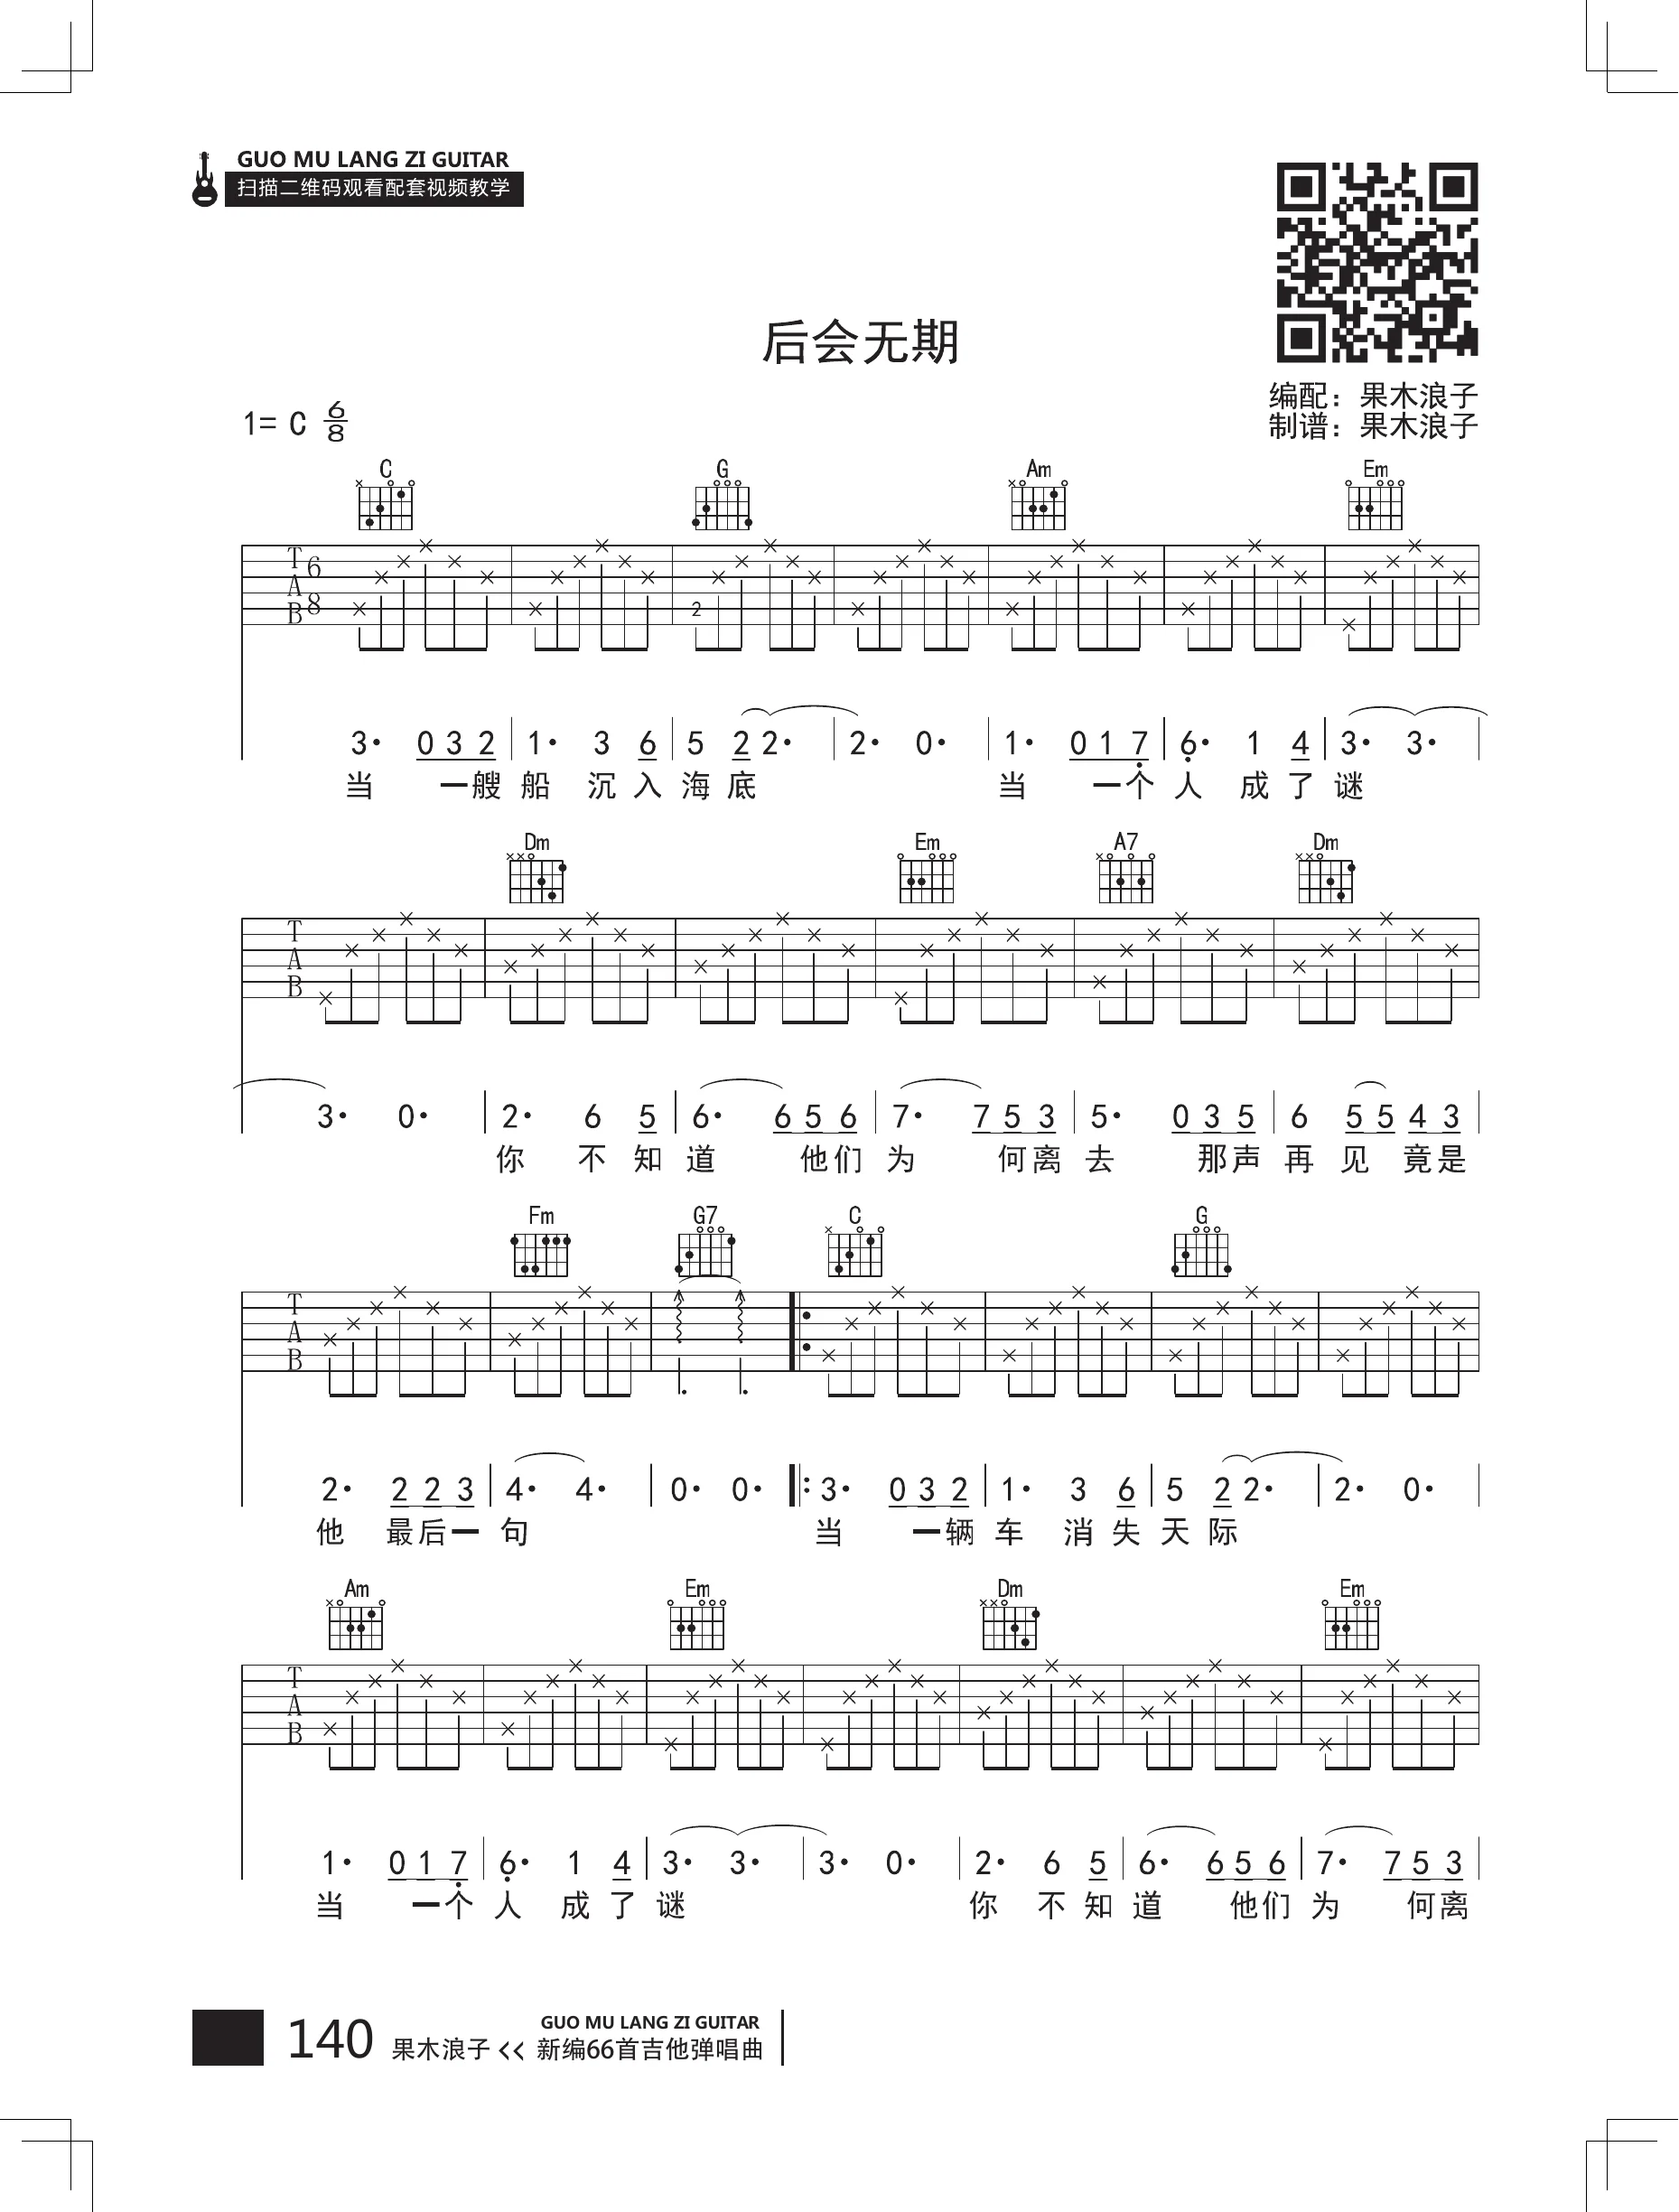 GUO MU LANG ZI GUITAR
扫描二维码观看配套视频教学
后会无期
编配：果木浪子
制谱：果木浪子
1= C 6/8
C G Am Em
T A B 6 8 2
3· 0 3 2 | 1· 3 6 | 5 2 2· | 2· 0· | 1· 0 1 7̣ | 6̣· 1 4 | 3· 3· |
当 一艘 船 沉 入 海 底 当 一个 人 成 了 谜
Dm Em A7 Dm
T A B
3· 0· | 2· 6 5 | 6· 6 5 6 | 7· 7 5 3 | 5· 0 3 5 | 6 5 5 4 3 |
你 不 知 道 他们 为 何离 去 那声 再 见 竟是
Fm G7 C G
T A B
2· 2 2 3 | 4· 4· | 0· 0· |: 3· 0 3 2 | 1· 3 6 | 5 2 2· | 2· 0· |
他 最后一 句 当 一辆 车 消 失 天 际
Am Em Dm Em
T A B
1· 0 1 7̣ | 6̣· 1 4 | 3· 3· | 3· 0· | 2· 6 5 | 6· 6 5 6 | 7· 7 5 3 |
当 一个 人 成 了 谜 你 不 知 道 他们 为 何离
GUO MU LANG ZI GUITAR
140 果木浪子 << 新编66首吉他弹唱曲